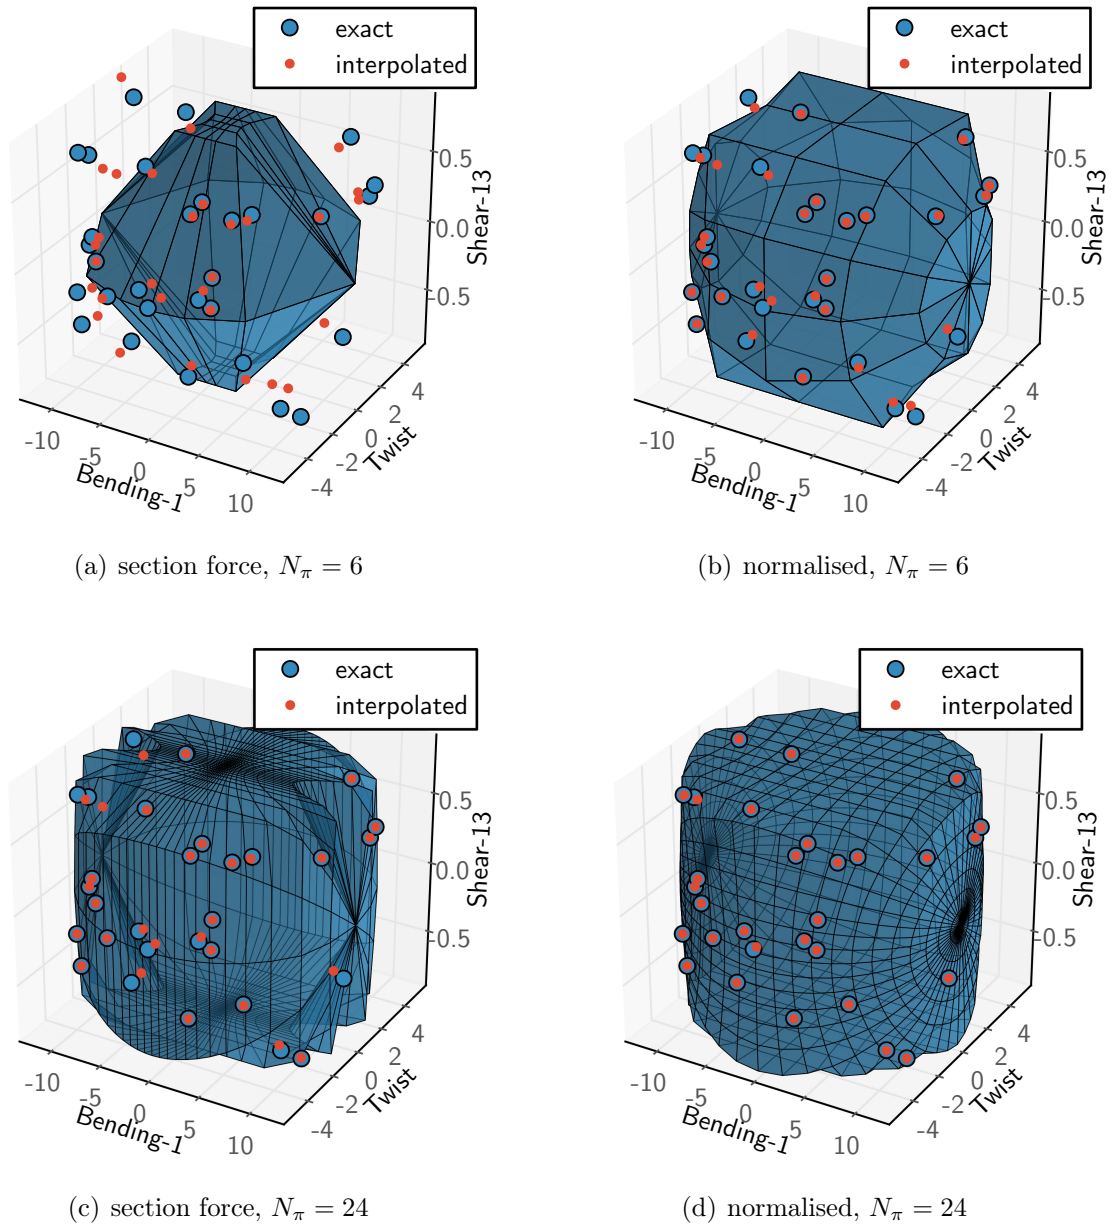 exact
interpolated
0.5
0.0
-0.5
Shear-13
-10
-5
0
5
10
Bending-1
-4
-2
0
2
4
Twist
(a) section force, Nπ = 6
exact
interpolated
0.5
0.0
-0.5
Shear-13
-10
-5
0
5
10
Bending-1
-4
-2
0
2
4
Twist
(b) normalised, Nπ = 6
exact
interpolated
0.5
0.0
-0.5
Shear-13
-10
-5
0
5
10
Bending-1
-4
-2
0
2
4
Twist
(c) section force, Nπ = 24
exact
interpolated
0.5
0.0
-0.5
Shear-13
-10
-5
0
5
10
Bending-1
-4
-2
0
2
4
Twist
(d) normalised, Nπ = 24